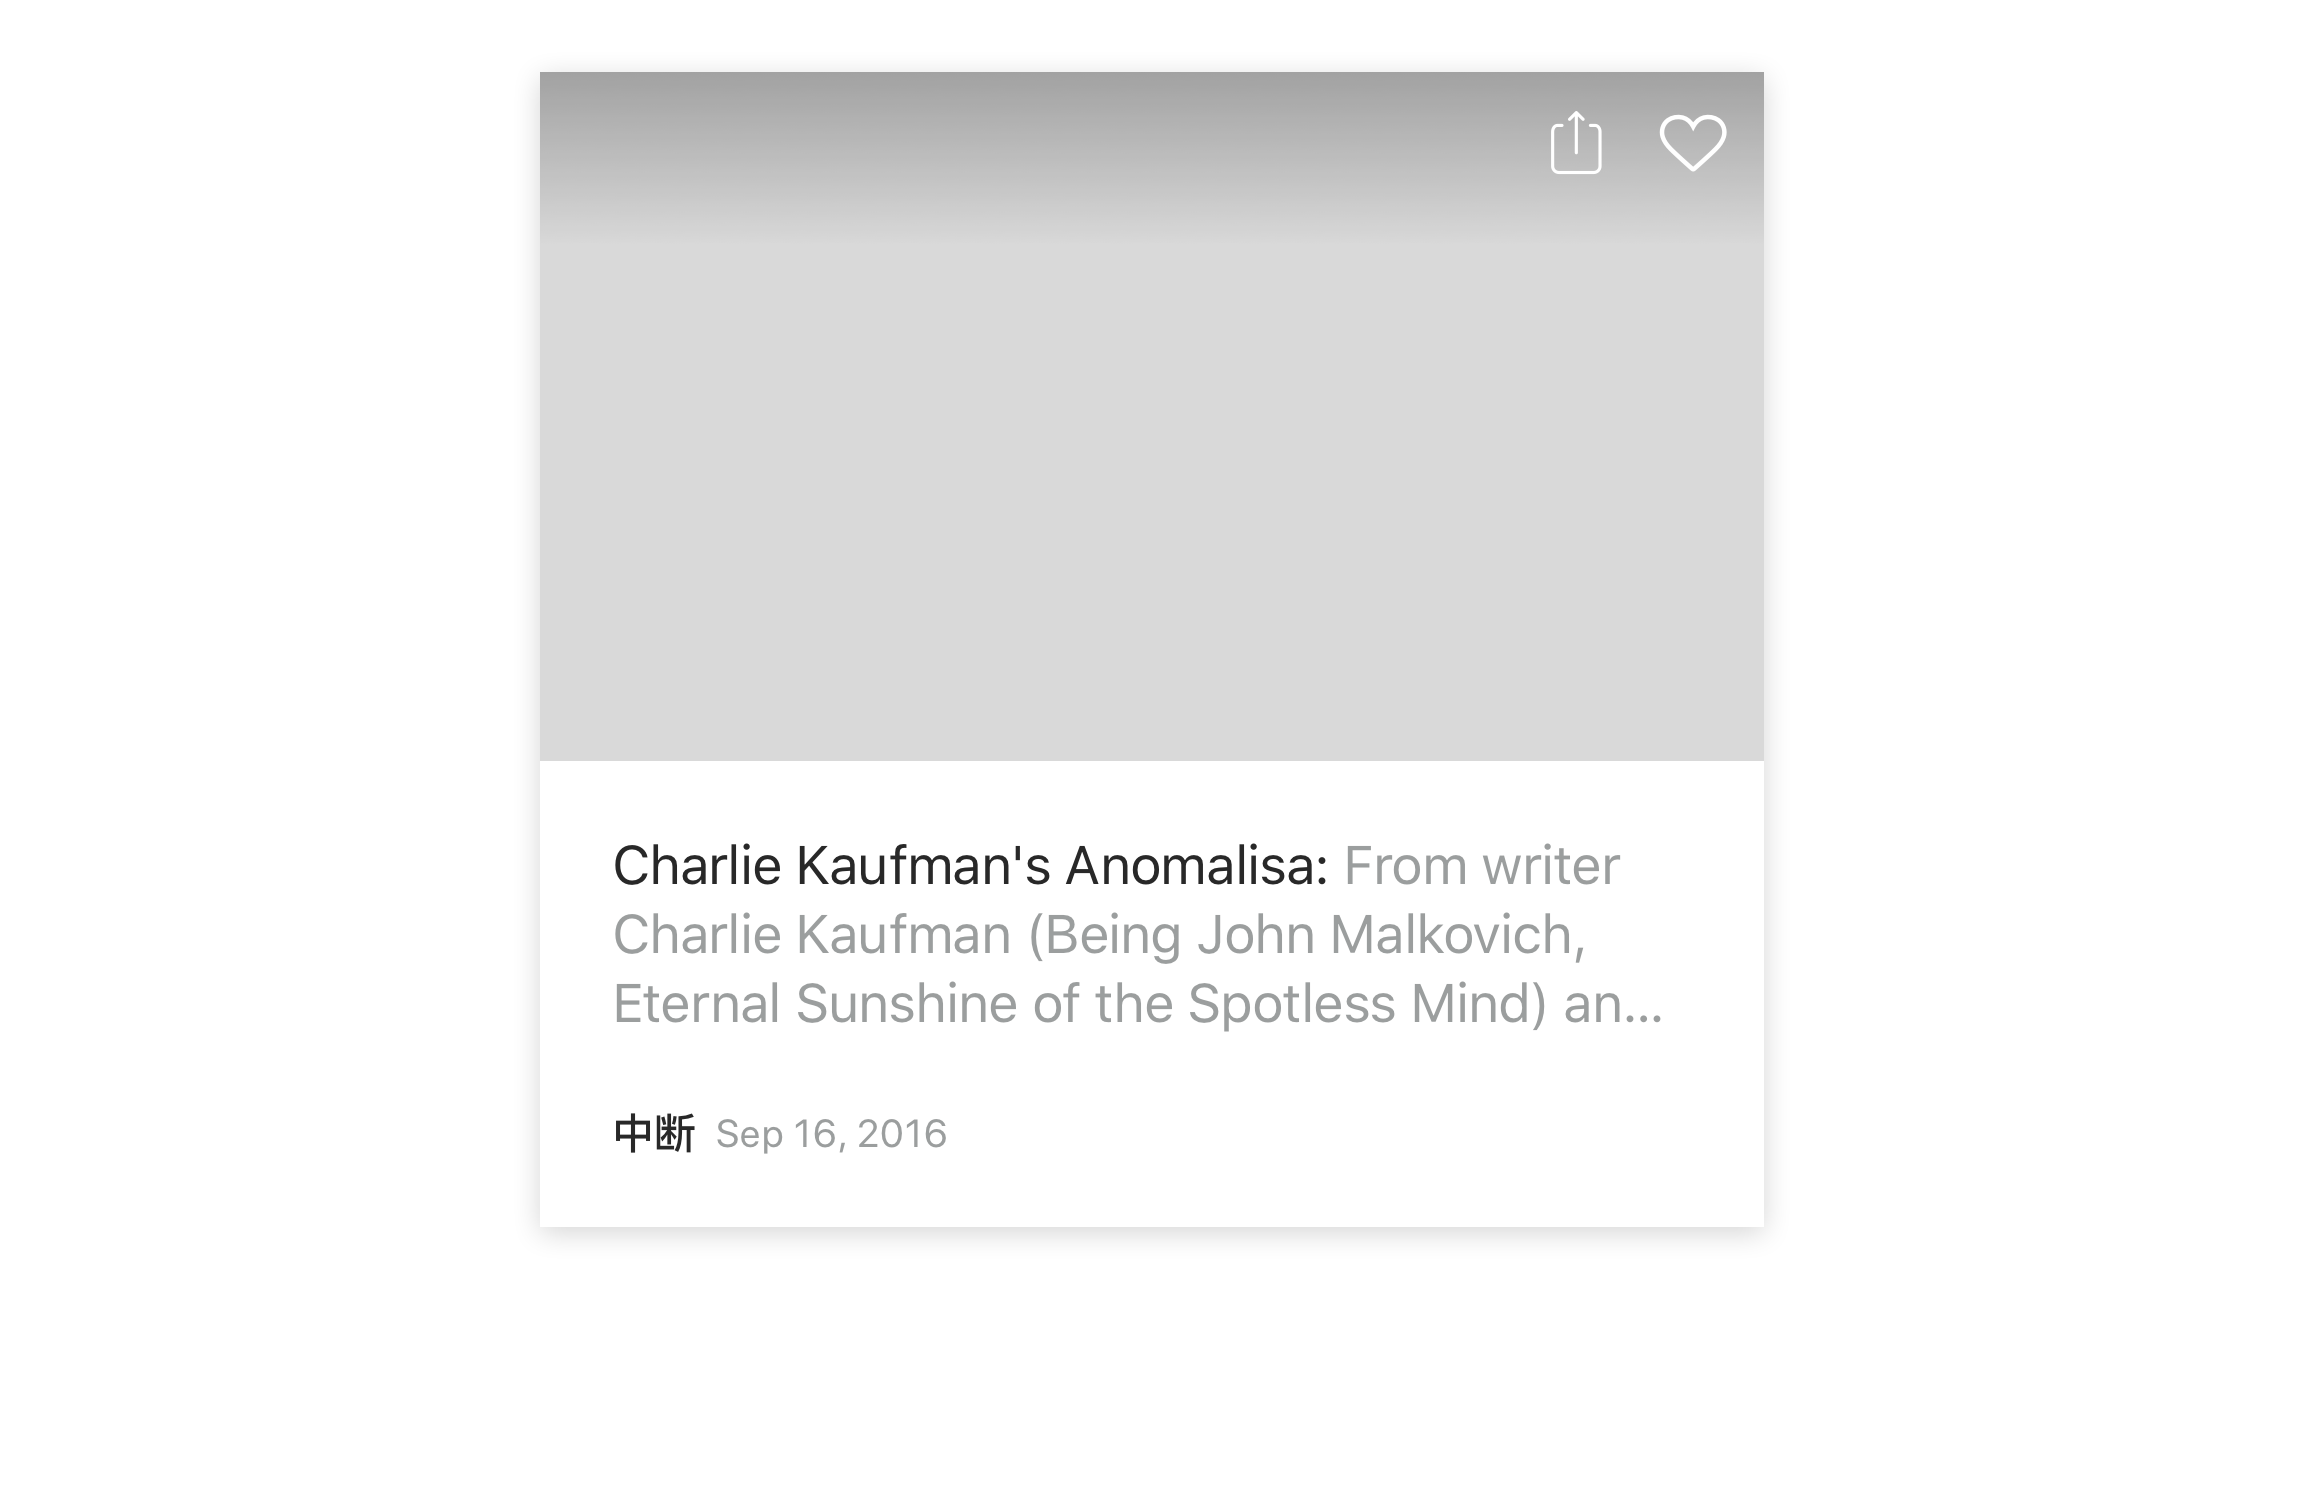 Charlie Kaufman's Anomalisa: From writer
Charlie Kaufman (Being John Malkovich,
Eternal Sunshine of the Spotless Mind) an...
中断 Sep 16, 2016